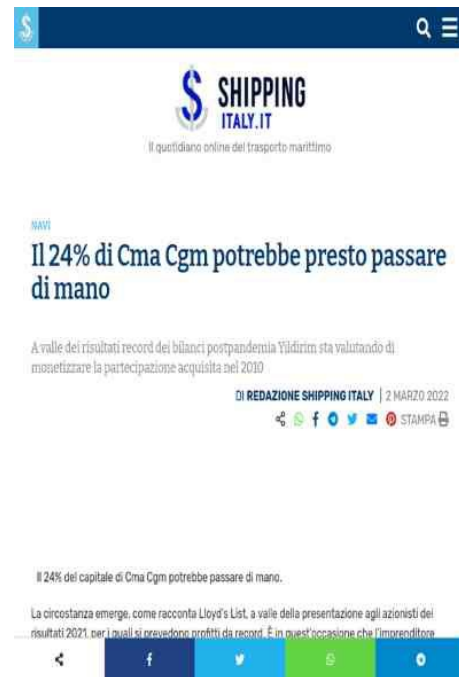 SHIPPING
ITALY.IT
Il quotidiano online del trasporto marittimo
NAVI
Il 24% di Cma Cgm potrebbe presto passare
di mano
A valle dei risultati record dei bilanci postpandemia Yildirim sta valutando di
monetizzare la partecipazione acquisita nel 2010
DI REDAZIONE SHIPPING ITALY | 2 MARZO 2022
STAMPA
Il 24% del capitale di Cma Cgm potrebbe passare di mano.
La circostanza emerge, come racconta Lloyd's List, a valle della presentazione agli azionisti dei
risultati 2021, per i quali si prevedono profitti da record. È in quest'occasione che l'imprenditore